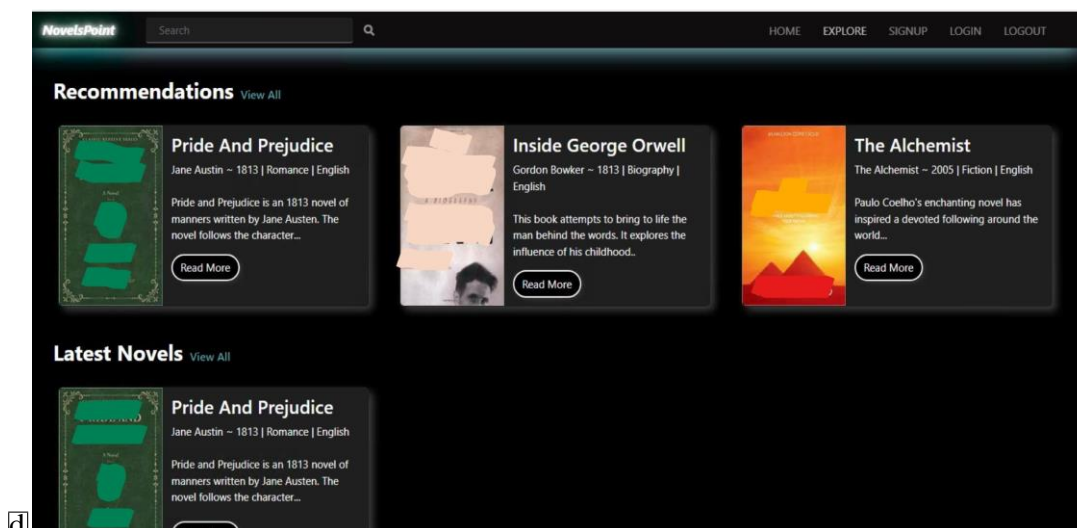 NovelsPoint
Search
HOME EXPLORE SIGNUP LOGIN LOGOUT
Recommendations View All
Pride And Prejudice
Jane Austin ~ 1813 | Romance | English
Pride and Prejudice is an 1813 novel of
manners written by Jane Austen. The
novel follows the character...
Read More
A Novel
Inside George Orwell
Gordon Bowker ~ 1813 | Biography |
English
This book attempts to bring to life the
man behind the words. It explores the
influence of his childhood..
Read More
A BIOGRAPHY
The Alchemist
The Alchemist ~ 2005 | Fiction | English
Paulo Coelho's enchanting novel has
inspired a devoted following around the
world...
Read More
Latest Novels View All
Pride And Prejudice
Jane Austin ~ 1813 | Romance | English
Pride and Prejudice is an 1813 novel of
manners written by Jane Austen. The
novel follows the character...
A Novel
d